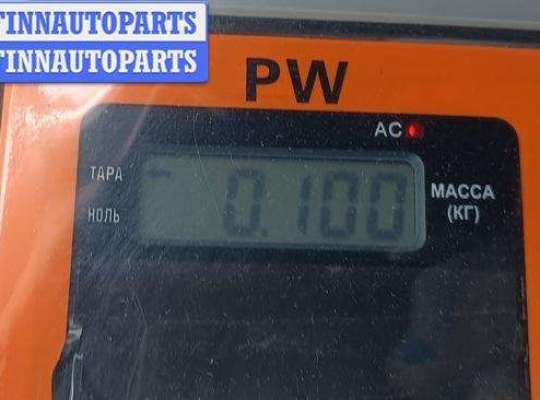 FINNAUTOPARTS
FINNAUTOPARTS
PW
AC
ТАРА
0.100
МАССА
НОЛЬ
(КГ)